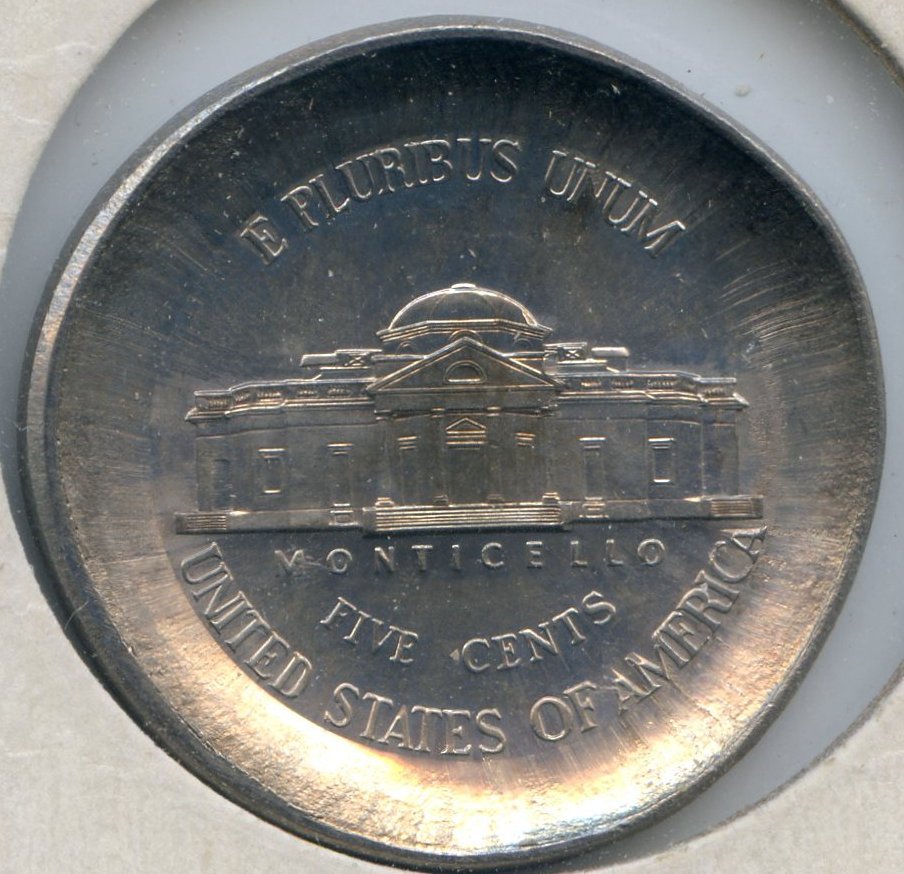 E PLURIBUS UNUM
MONTICELLO
FIVE CENTS
UNITED STATES OF AMERICA